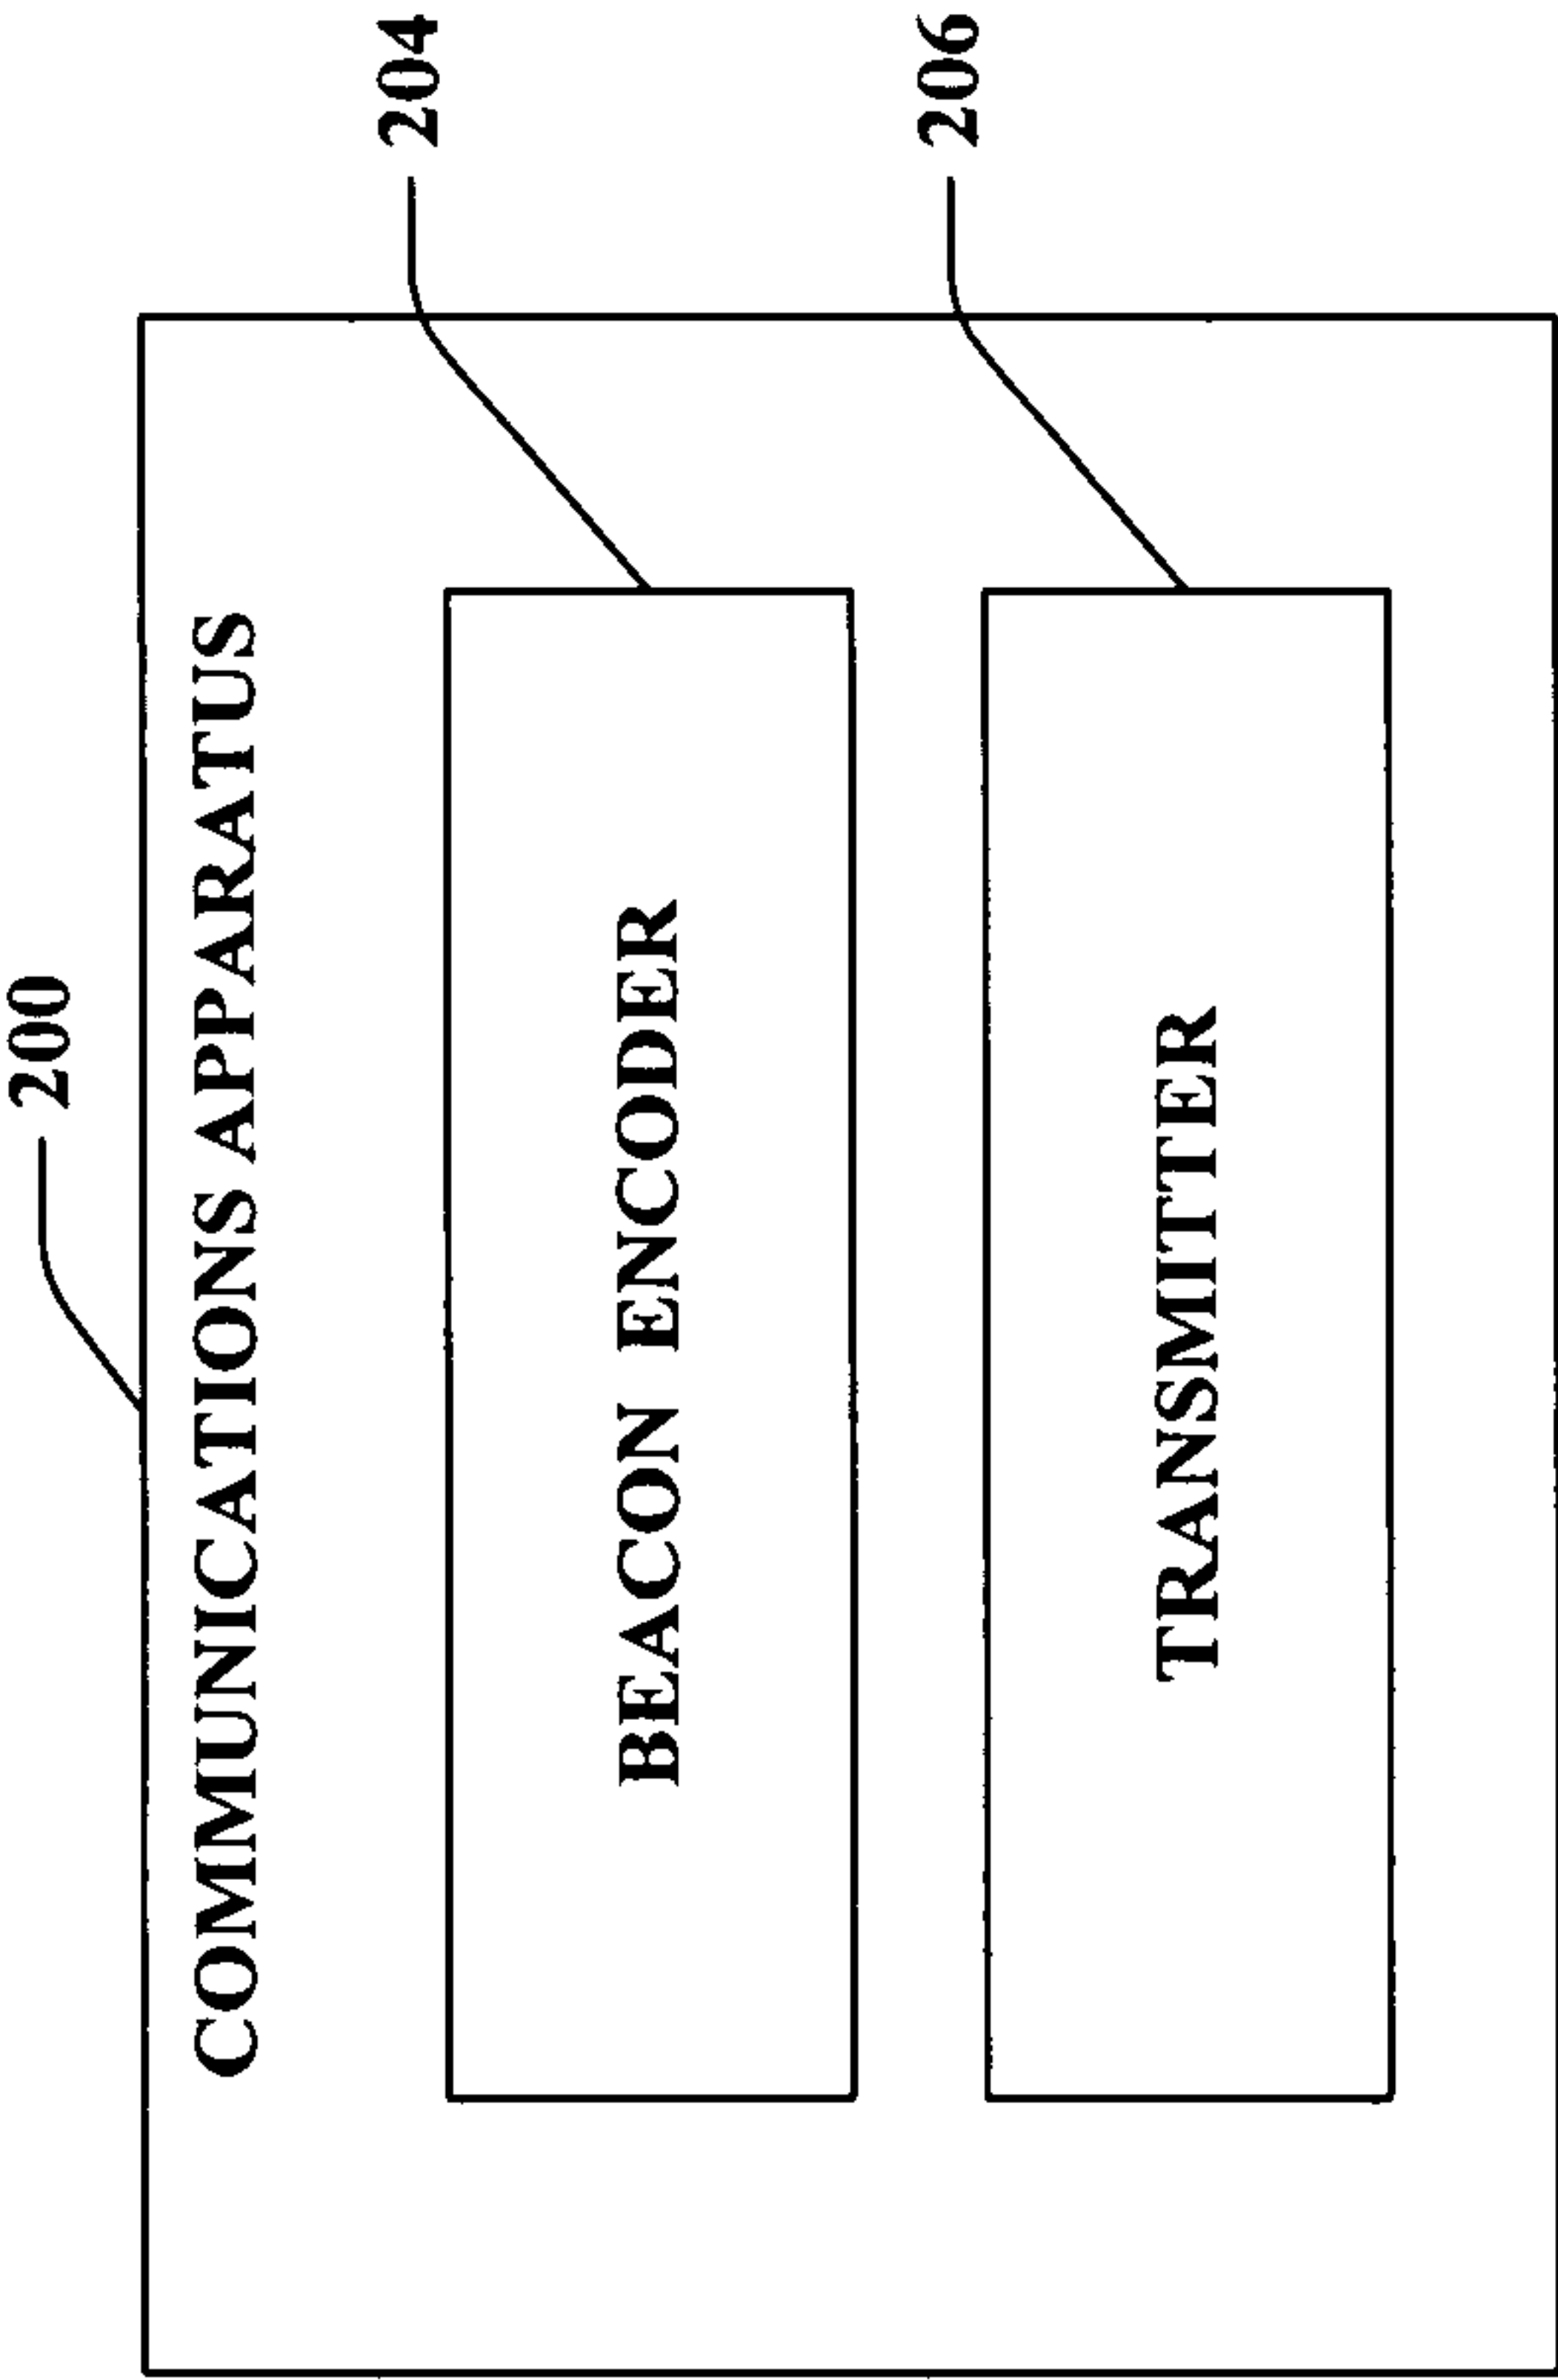 200
COMMUNICATIONS APPARATUS
204
BEACON ENCODER
206
TRANSMITTER